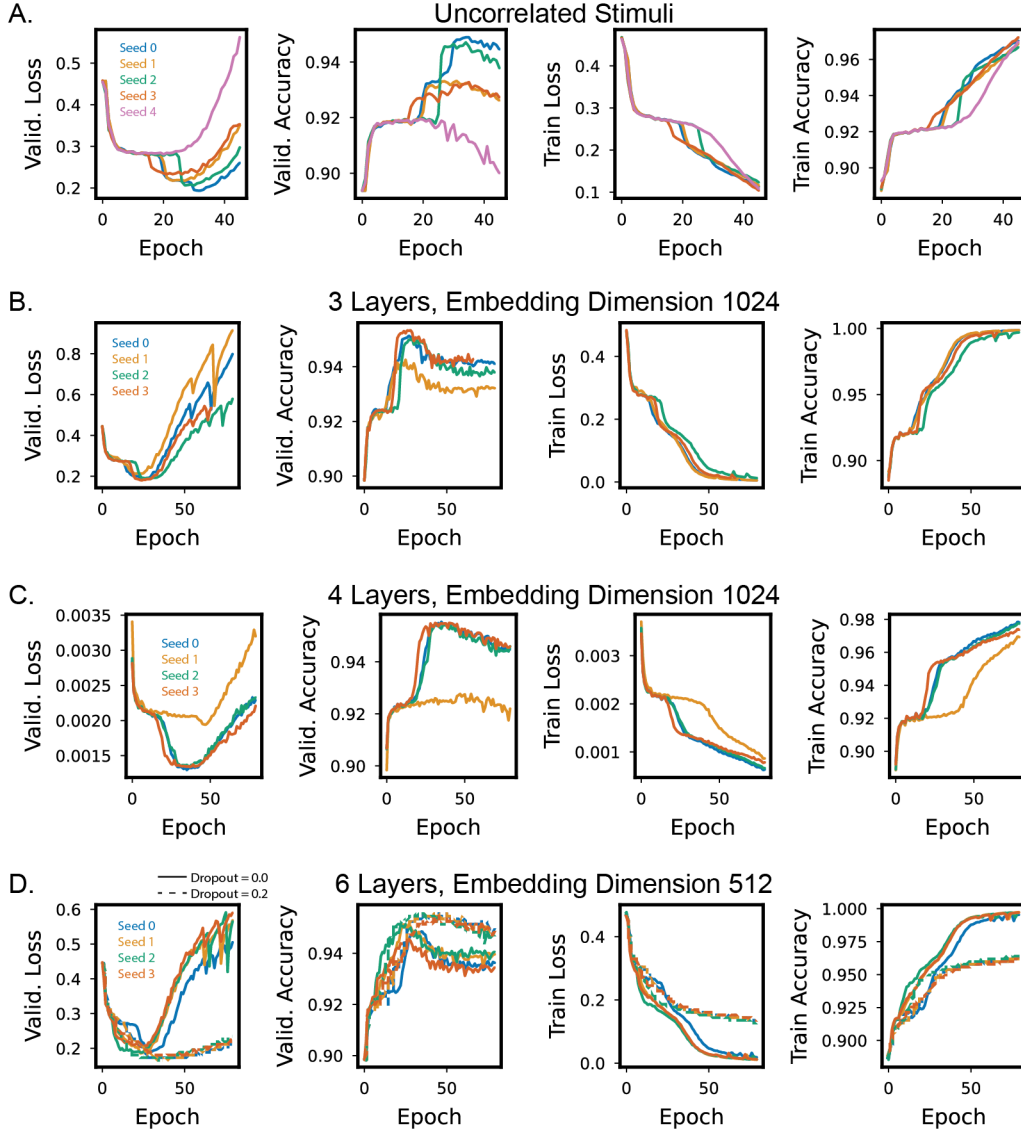 A.
Uncorrelated Stimuli
Valid. Loss
0.5
0.4
0.3
0.2
Seed 0
Seed 1
Seed 2
Seed 3
Seed 4
0
20
40
Epoch
Valid. Accuracy
0.94
0.92
0.90
0
20
40
Epoch
Train Loss
0.4
0.3
0.2
0.1
0
20
40
Epoch
Train Accuracy
0.96
0.94
0.92
0.90
0
20
40
Epoch
B.
3 Layers, Embedding Dimension 1024
Valid. Loss
0.8
0.6
0.4
0.2
Seed 0
Seed 1
Seed 2
Seed 3
0
50
Epoch
Valid. Accuracy
0.94
0.92
0.90
0
50
Epoch
Train Loss
0.4
0.2
0.0
0
50
Epoch
Train Accuracy
1.00
0.95
0.90
0
50
Epoch
C.
4 Layers, Embedding Dimension 1024
Valid. Loss
0.0035
0.0030
0.0025
0.0020
0.0015
Seed 0
Seed 1
Seed 2
Seed 3
0
50
Epoch
Valid. Accuracy
0.94
0.92
0.90
0
50
Epoch
Train Loss
0.003
0.002
0.001
0
50
Epoch
Train Accuracy
0.98
0.96
0.94
0.92
0.90
0
50
Epoch
D.
Dropout = 0.0
Dropout = 0.2
6 Layers, Embedding Dimension 512
Valid. Loss
0.6
0.5
0.4
0.3
0.2
Seed 0
Seed 1
Seed 2
Seed 3
0
50
Epoch
Valid. Accuracy
0.94
0.92
0.90
0
50
Epoch
Train Loss
0.4
0.2
0.0
0
50
Epoch
Train Accuracy
1.000
0.975
0.950
0.925
0.900
0
50
Epoch